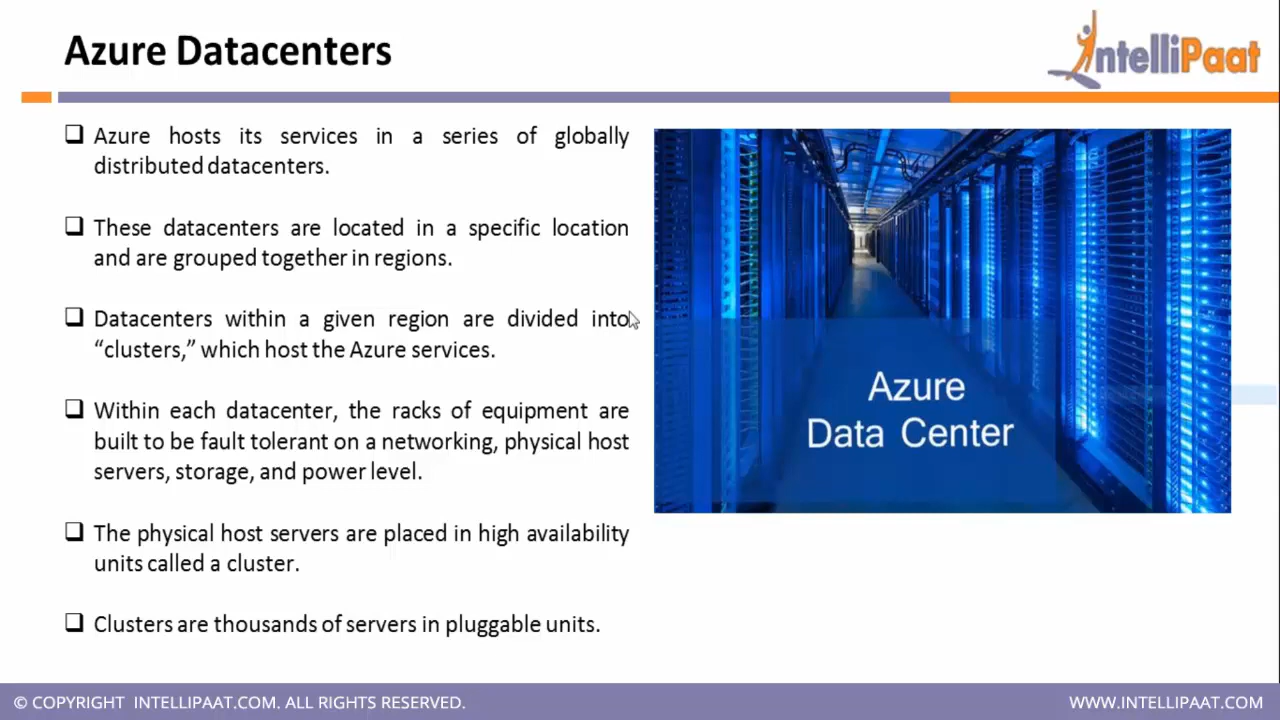 Azure Datacenters
IntelliPaat
❑ Azure hosts its services in a series of globally
distributed datacenters.
❑ These datacenters are located in a specific location
and are grouped together in regions.
❑ Datacenters within a given region are divided into
“clusters,” which host the Azure services.
❑ Within each datacenter, the racks of equipment are
built to be fault tolerant on a networking, physical host
servers, storage, and power level.
❑ The physical host servers are placed in high availability
units called a cluster.
❑ Clusters are thousands of servers in pluggable units.
Azure
Data Center
© COPYRIGHT INTELLIPAAT.COM. ALL RIGHTS RESERVED.
WWW.INTELLIPAAT.COM